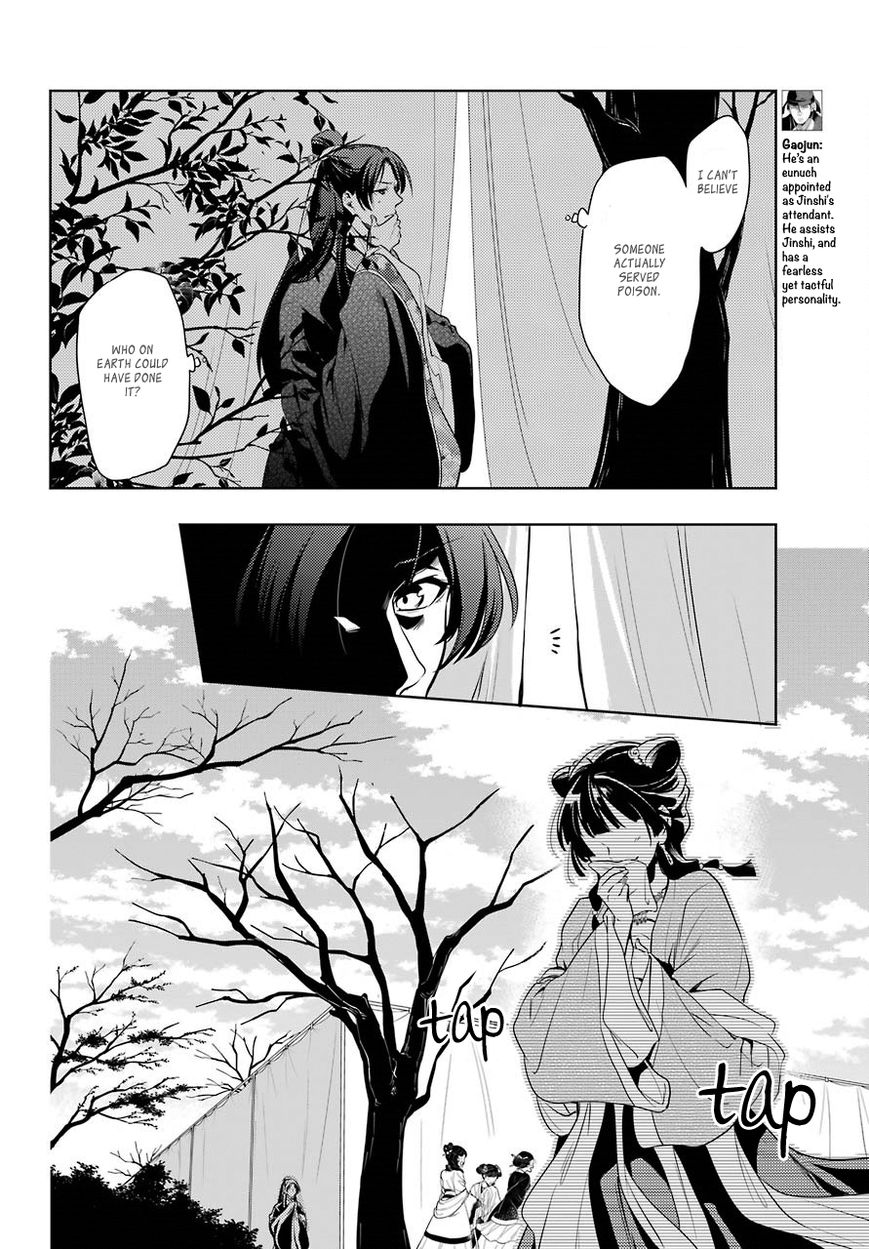 I CAN'T
BELIEVE
SOMEONE
ACTUALLY
SERVED
POISON.
WHO ON
EARTH COULD
HAVE DONE
IT?
Gaojun:
He's an
eunuch
appointed
as Jinshi's
attendant.
He assists
Jinshi, and
has a
fearless
yet tactful
personality.
tap
tap